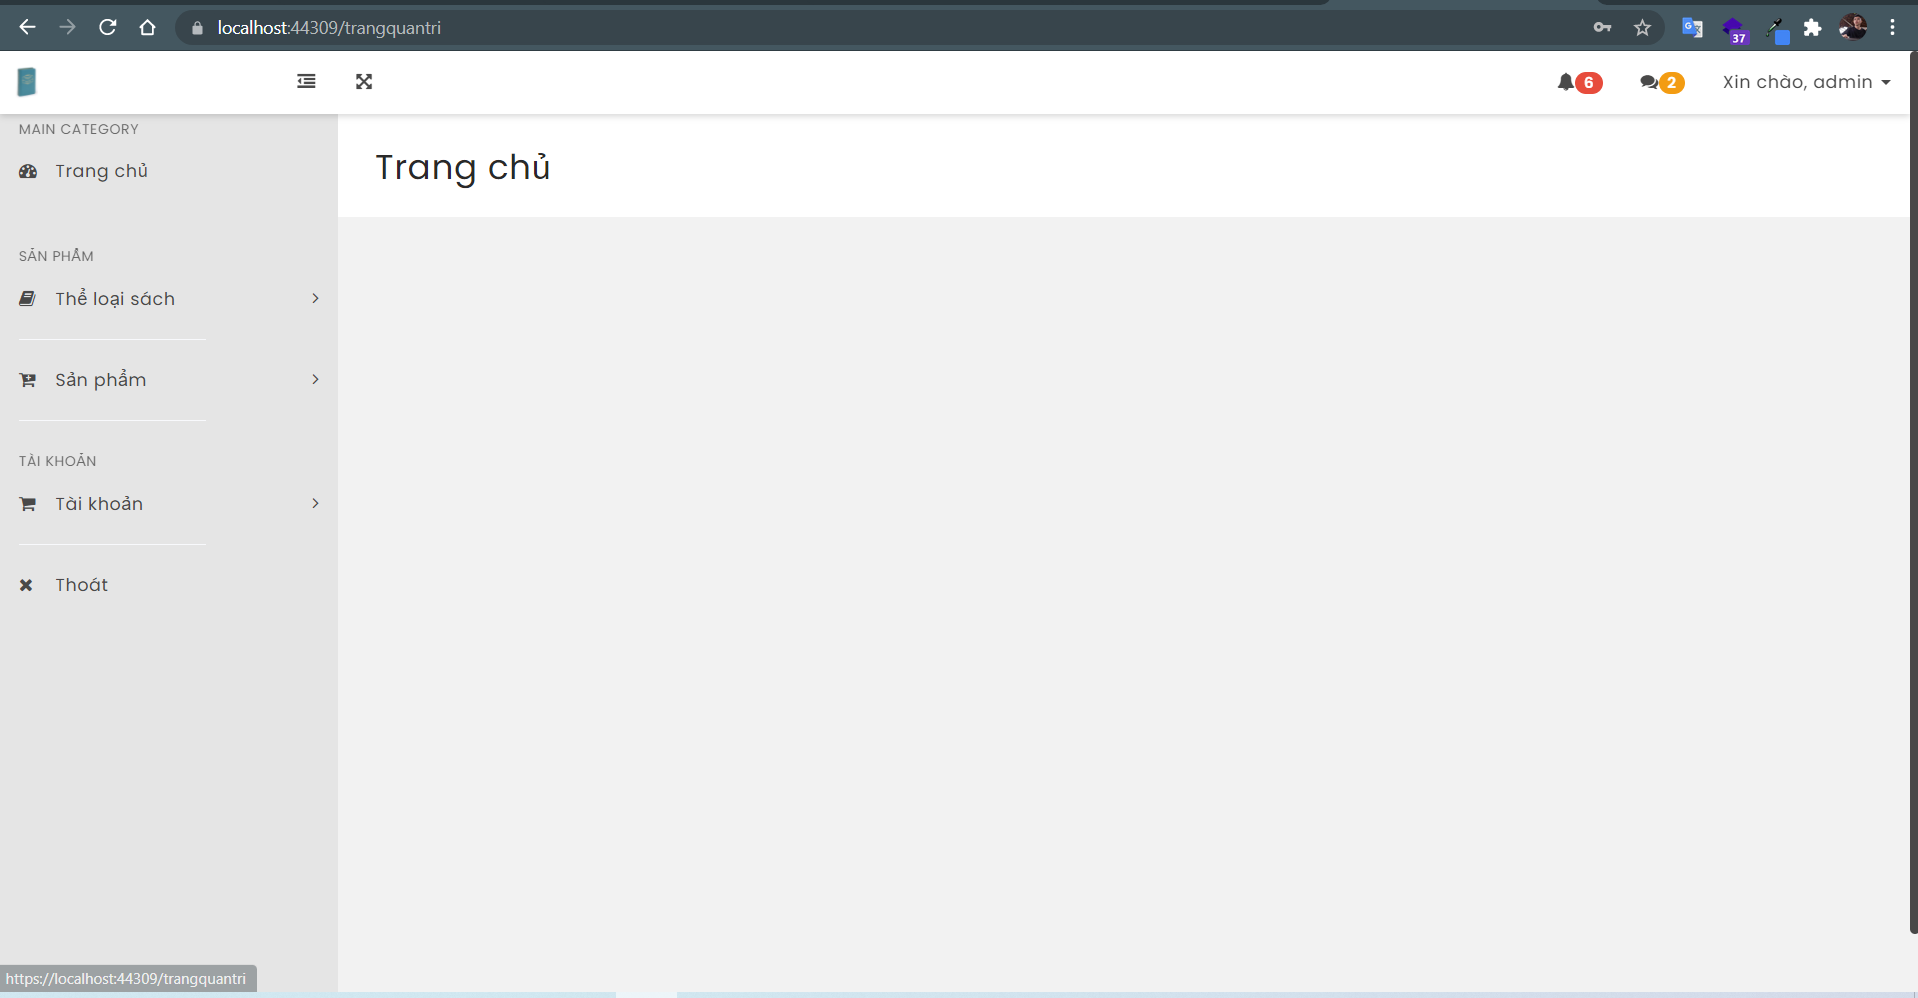 localhost:44309/trangquantri
37
6
2
Xin chào, admin
MAIN CATEGORY
Trang chủ
Trang chủ
SẢN PHẨM
Thể loại sách
Sản phẩm
TÀI KHOẢN
Tài khoản
Thoát
https://localhost:44309/trangquantri